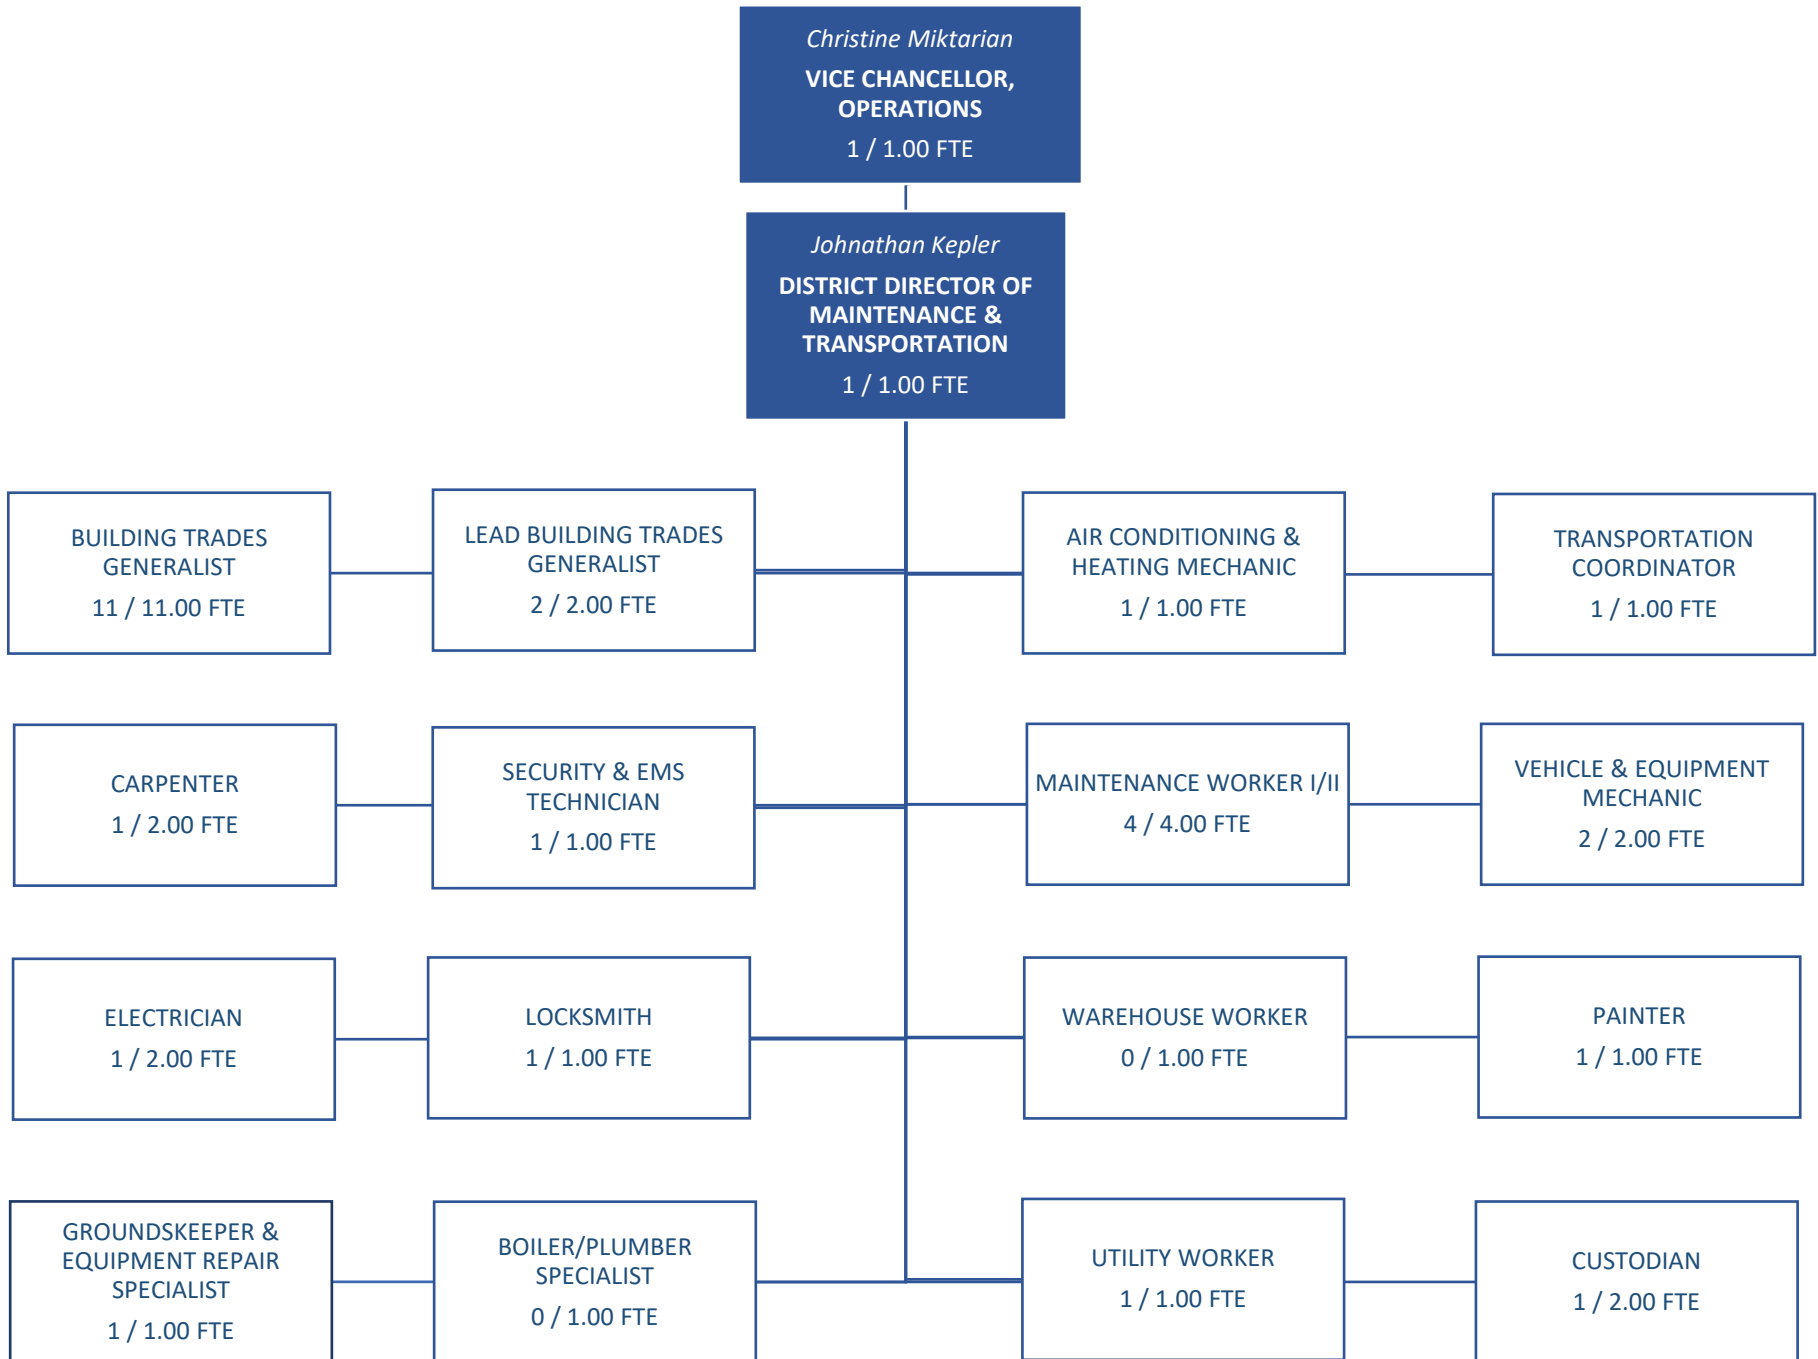 Christine Miktarian
VICE CHANCELLOR,
OPERATIONS
1 / 1.00 FTE
Johnathan Kepler
DISTRICT DIRECTOR OF
MAINTENANCE &
TRANSPORTATION
1 / 1.00 FTE
BUILDING TRADES
GENERALIST
11 / 11.00 FTE
LEAD BUILDING TRADES
GENERALIST
2 / 2.00 FTE
AIR CONDITIONING &
HEATING MECHANIC
1 / 1.00 FTE
TRANSPORTATION
COORDINATOR
1 / 1.00 FTE
CARPENTER
1 / 2.00 FTE
SECURITY & EMS
TECHNICIAN
1 / 1.00 FTE
MAINTENANCE WORKER I/II
4 / 4.00 FTE
VEHICLE & EQUIPMENT
MECHANIC
2 / 2.00 FTE
ELECTRICIAN
1 / 2.00 FTE
LOCKSMITH
1 / 1.00 FTE
WAREHOUSE WORKER
0 / 1.00 FTE
PAINTER
1 / 1.00 FTE
GROUNDSKEEPER &
EQUIPMENT REPAIR
SPECIALIST
1 / 1.00 FTE
BOILER/PLUMBER
SPECIALIST
0 / 1.00 FTE
UTILITY WORKER
1 / 1.00 FTE
CUSTODIAN
1 / 2.00 FTE